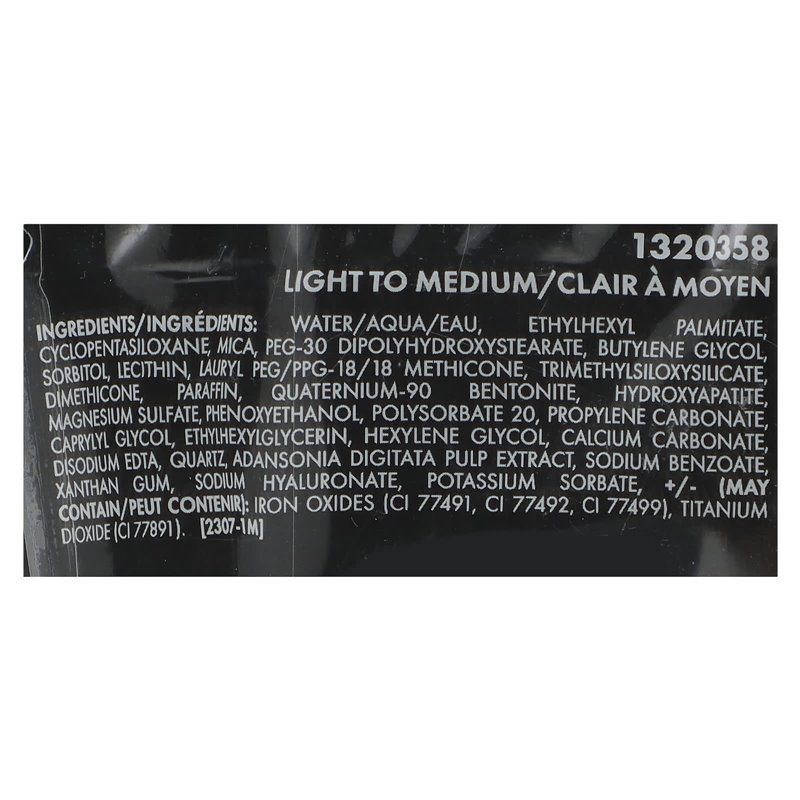 1320358
LIGHT TO MEDIUM/CLAIR À MOYEN
INGREDIENTS/INGRÉDIENTS: WATER/AQUA/EAU, ETHYLHEXYL PALMITATE,
CYCLOPENTASILOXANE, MICA, PEG-30 DIPOLYHYDROXYSTEARATE, BUTYLENE GLYCOL,
SORBITOL, LECITHIN, LAURYL PEG/PPG-18/18 METHICONE, TRIMETHYLSILOXYSILICATE,
DIMETHICONE, PARAFFIN, QUATERNIUM-90 BENTONITE, HYDROXYAPATITE,
MAGNESIUM SULFATE, PHENOXYETHANOL, POLYSORBATE 20, PROPYLENE CARBONATE,
CAPRYLYL GLYCOL, ETHYLHEXYLGLYCERIN, HEXYLENE GLYCOL, CALCIUM CARBONATE,
DISODIUM EDTA, QUARTZ, ADANSONIA DIGITATA PULP EXTRACT, SODIUM BENZOATE,
XANTHAN GUM, SODIUM HYALURONATE, POTASSIUM SORBATE, +/- (MAY
CONTAIN/PEUT CONTENIR): IRON OXIDES (CI 77491, CI 77492, CI 77499), TITANIUM
DIOXIDE (CI 77891). [2307-1M]